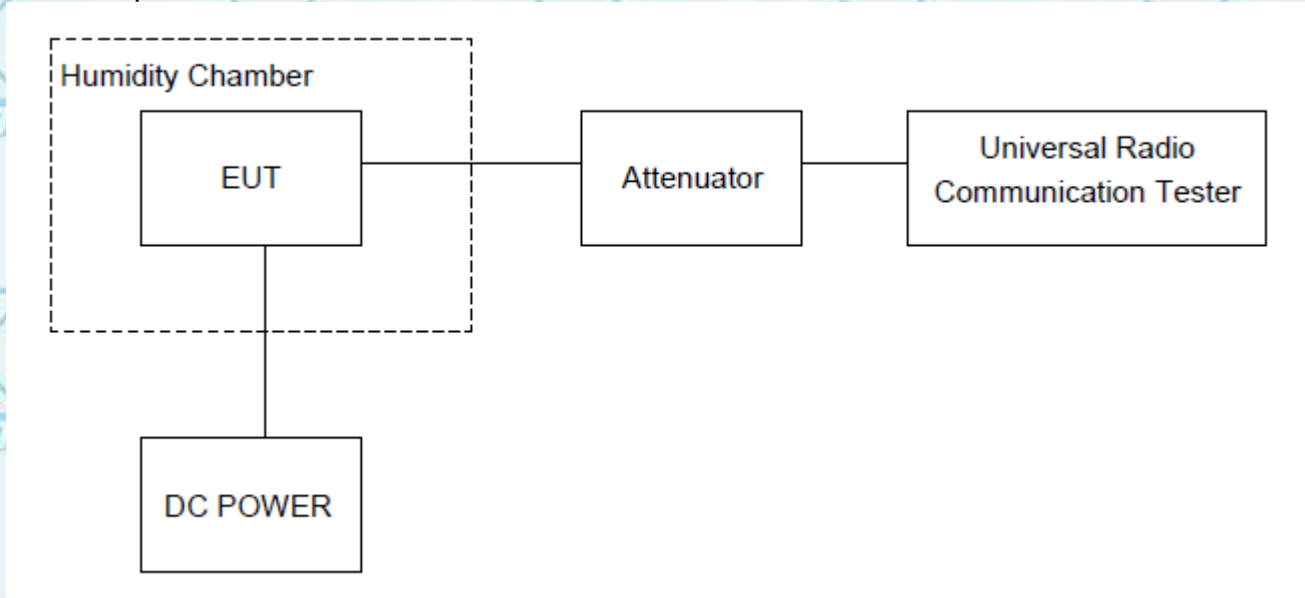 Humidity Chamber
EUT
Attenuator
Universal Radio
Communication Tester
DC POWER